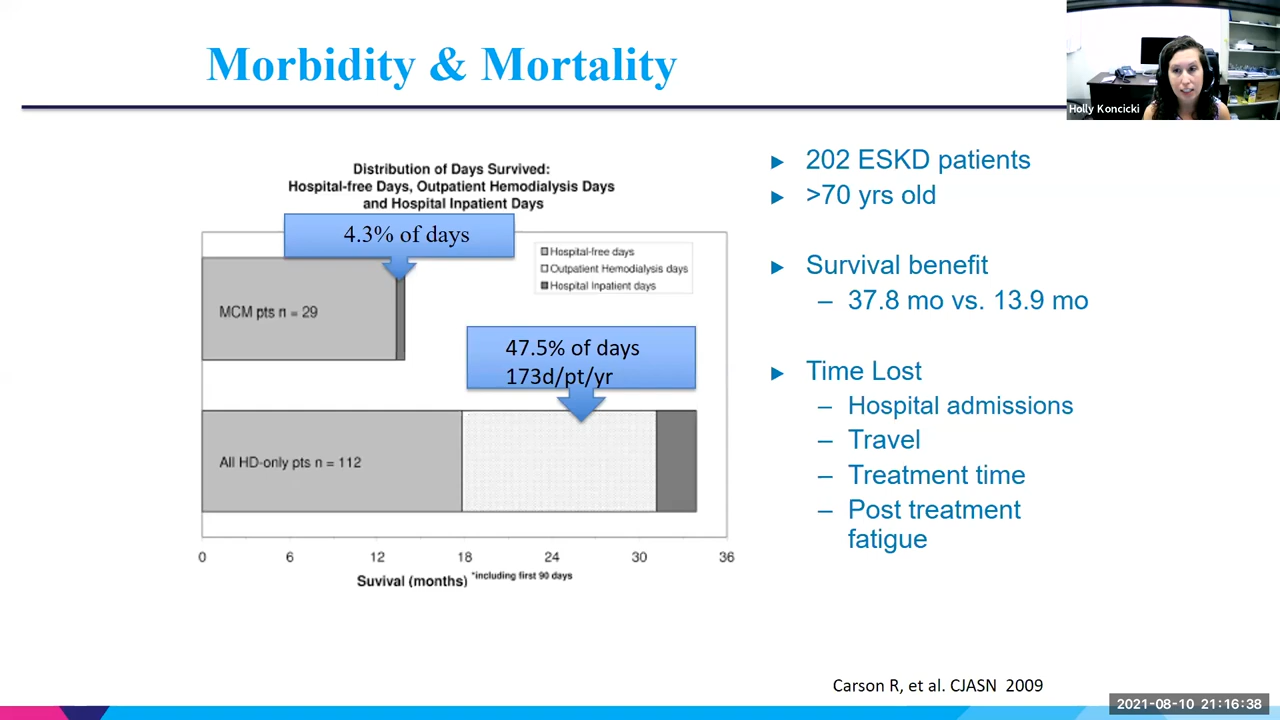 Morbidity & Mortality
Holly Koncicki
Distribution of Days Survived:
Hospital-free Days, Outpatient Hemodialysis Days
and Hospital Inpatient Days
4.3% of days
Hospital-free days
Outpatient Hemodialysis days
Hospital Inpatient days
MCM pts n = 29
47.5% of days
173d/pt/yr
All HD-only pts n = 112
0 6 12 18 24 30 36
Suvival (months) *including first 90 days
► 202 ESKD patients
► >70 yrs old
► Survival benefit
– 37.8 mo vs. 13.9 mo
► Time Lost
– Hospital admissions
– Travel
– Treatment time
– Post treatment
fatigue
Carson R, et al. CJASN 2009
2021-08-10 21:16:38